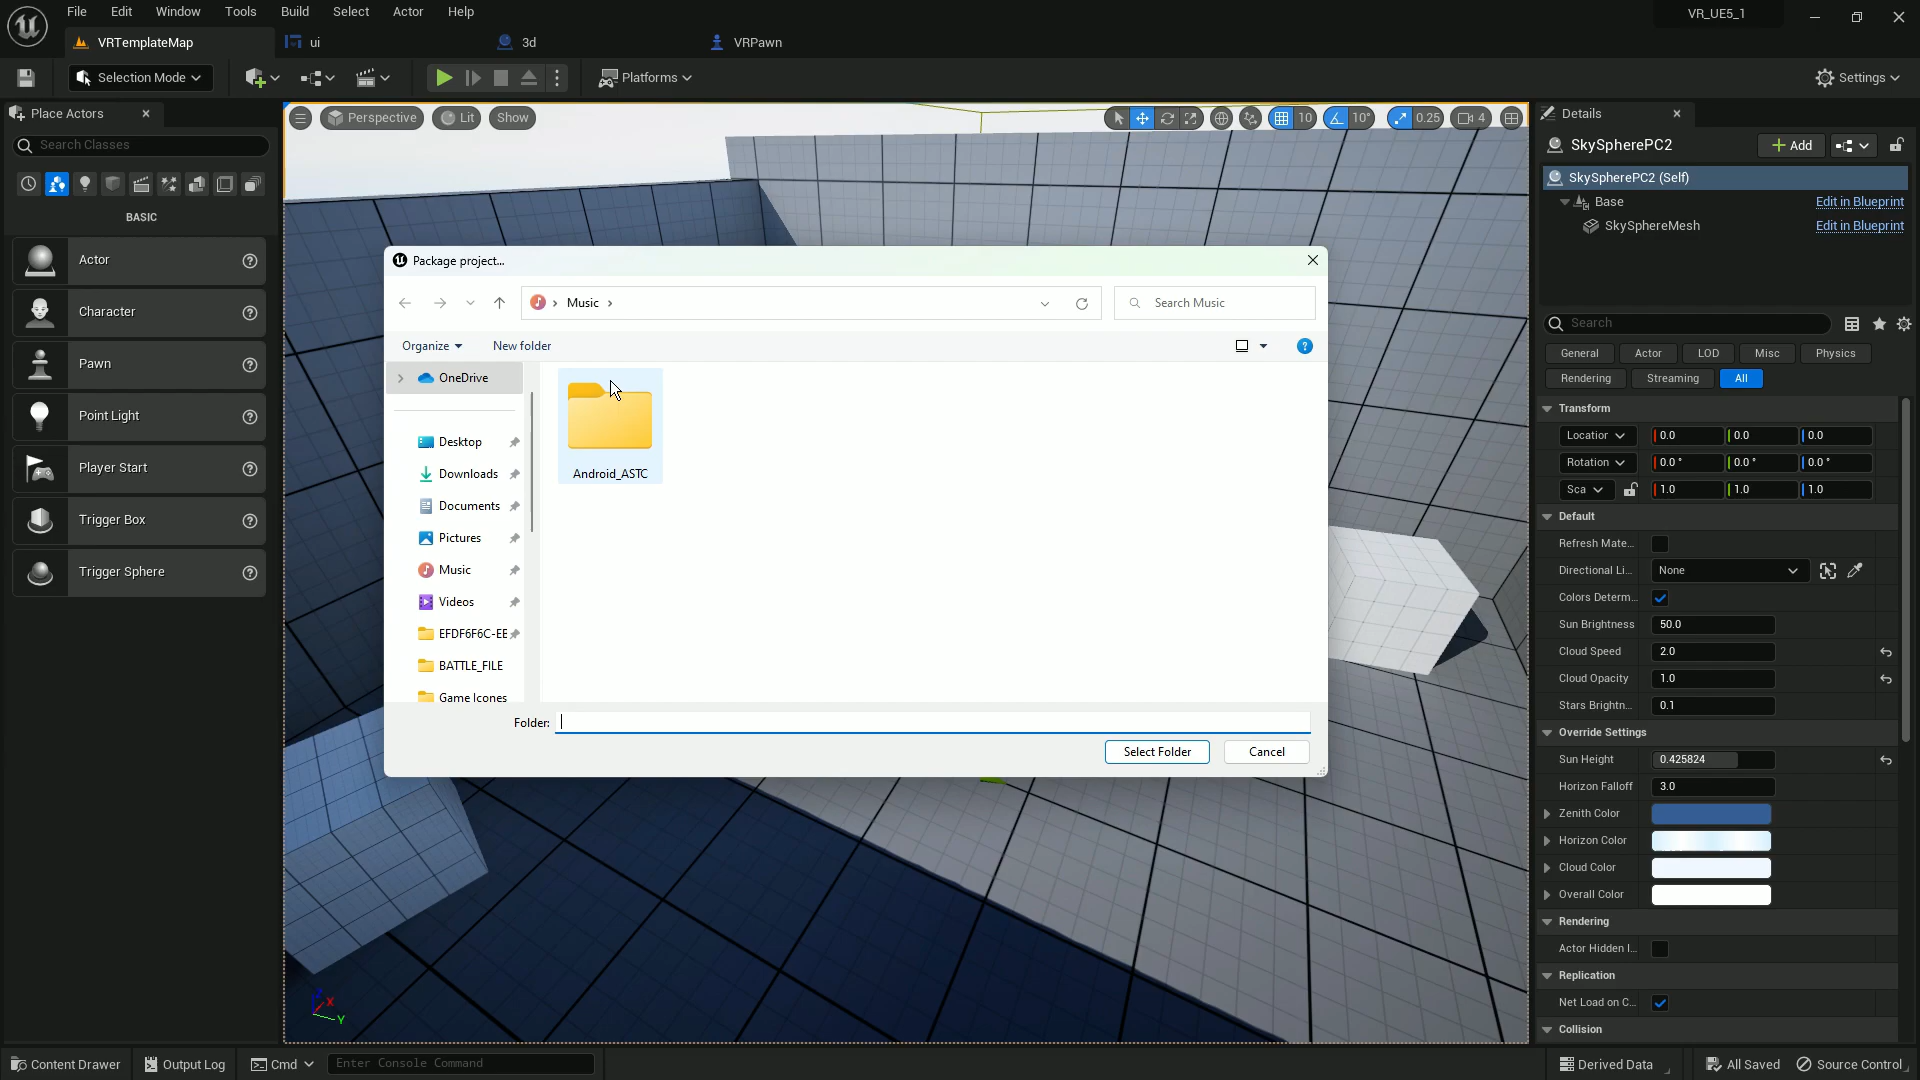 File Edit Window Tools Build Select Actor Help
VR_UE5_1
VRTemplateMap ui 3d VRPawn
Selection Mode Platforms Settings
Place Actors
Search Classes
BASIC
Actor
Character
Pawn
Point Light
Player Start
Trigger Box
Trigger Sphere
Perspective Lit Show
10 10° 0.25 4
Package project...
Music
Search Music
Organize New folder
OneDrive
Desktop
Downloads
Documents
Pictures
Music
Videos
EFDF6F6C-EE
BATTLE_FILE
Game Icones
Android_ASTC
Folder:
Select Folder Cancel
X
Y
Details
SkySpherePC2 Add
SkySpherePC2 (Self)
Base Edit in Blueprint
SkySphereMesh Edit in Blueprint
Search
General Actor LOD Misc Physics
Rendering Streaming All
Transform
Location 0.0 0.0 0.0
Rotation 0.0 ° 0.0 ° 0.0 °
Sca 1.0 1.0 1.0
Default
Refresh Mate...
Directional Li... None
Colors Determ...
Sun Brightness 50.0
Cloud Speed 2.0
Cloud Opacity 1.0
Stars Brightn... 0.1
Override Settings
Sun Height 0.425824
Horizon Falloff 3.0
Zenith Color
Horizon Color
Cloud Color
Overall Color
Rendering
Actor Hidden I...
Replication
Net Load on C...
Collision
Content Drawer Output Log Cmd Enter Console Command Derived Data All Saved Source Control